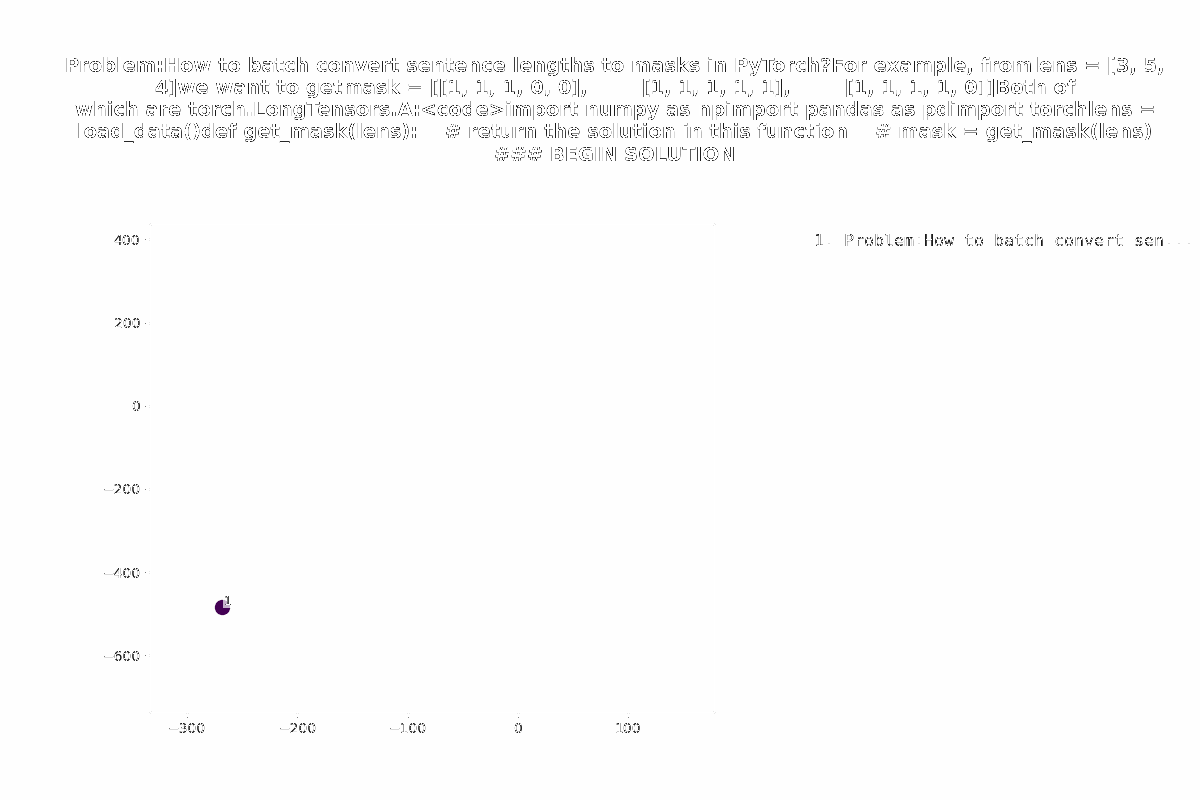 Problem:How to batch convert sentence lengths to masks in PyTorch?For example, fromlens = [3, 5,
4]we want to getmask = [[1, 1, 1, 0, 0], [1, 1, 1, 1, 1], [1, 1, 1, 1, 0]]Both of
which are torch.LongTensors.A:<code>import numpy as npimport pandas as pdimport torchlens =
load_data()def get_mask(lens): # return the solution in this function # mask = get_mask(lens)
### BEGIN SOLUTION
400
1. Problem:How to batch convert sen...
200
0
−200
−400
1
−600
−300 −200 −100 0 100